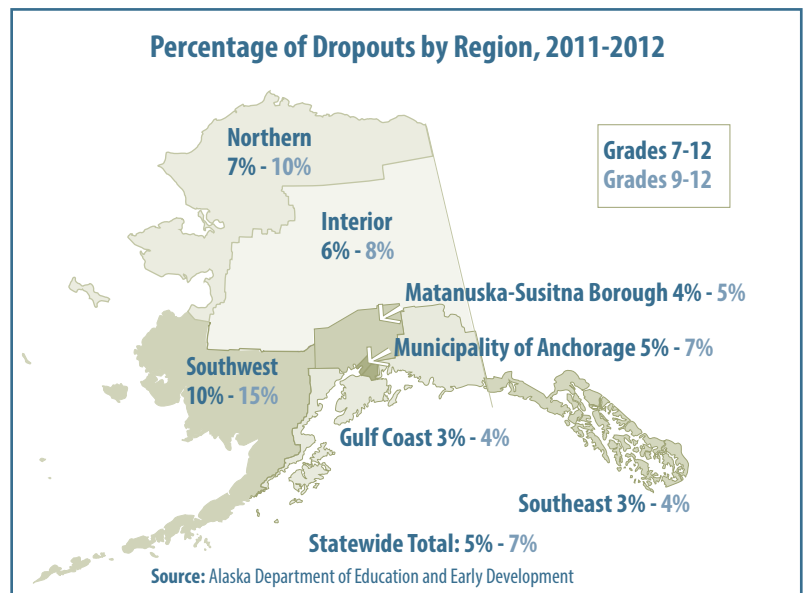 Percentage of Dropouts by Region, 2011-2012
Northern
7% - 10%
Grades 7-12
Grades 9-12
Interior
6% - 8%
Matanuska-Susitna Borough 4% - 5%
Municipality of Anchorage 5% - 7%
Southwest
10% - 15%
Gulf Coast 3% - 4%
Southeast 3% - 4%
Statewide Total: 5% - 7%
Source: Alaska Department of Education and Early Development